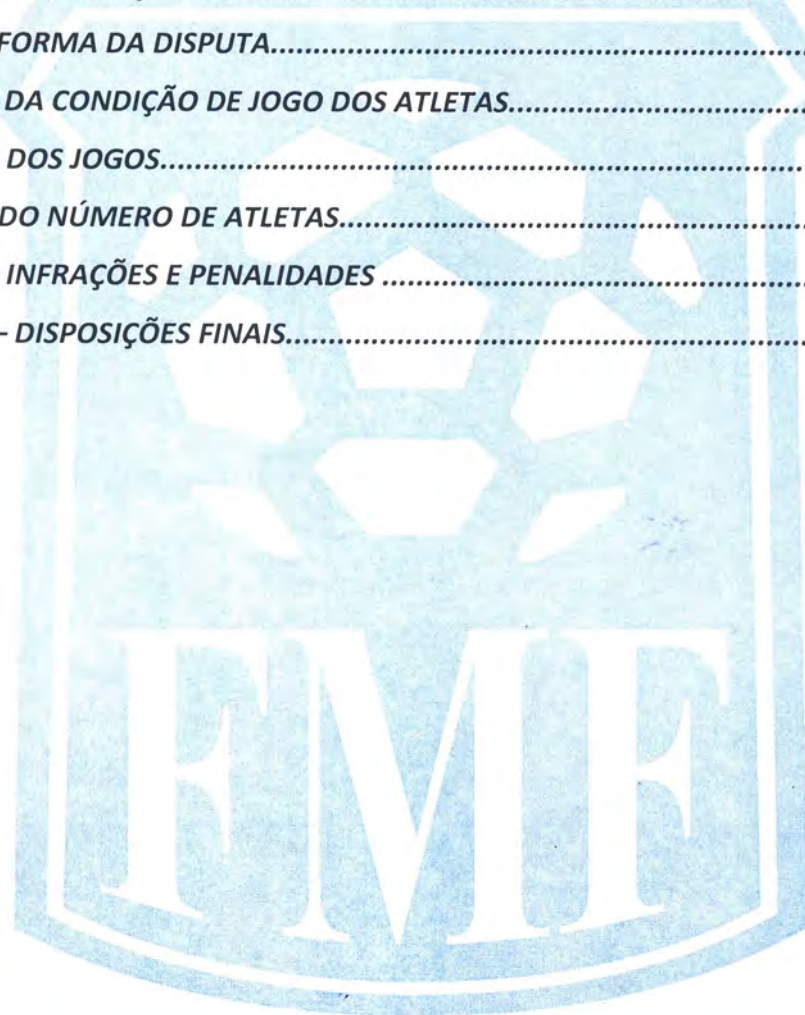 FORMA DA DISPUTA..............................................................................
DA CONDIÇÃO DE JOGO DOS ATLETAS............................................
DOS JOGOS..........................................................................................
DO NÚMERO DE ATLETAS..................................................................
INFRAÇÕES E PENALIDADES ............................................................
- DISPOSIÇÕES FINAIS........................................................................
FMF